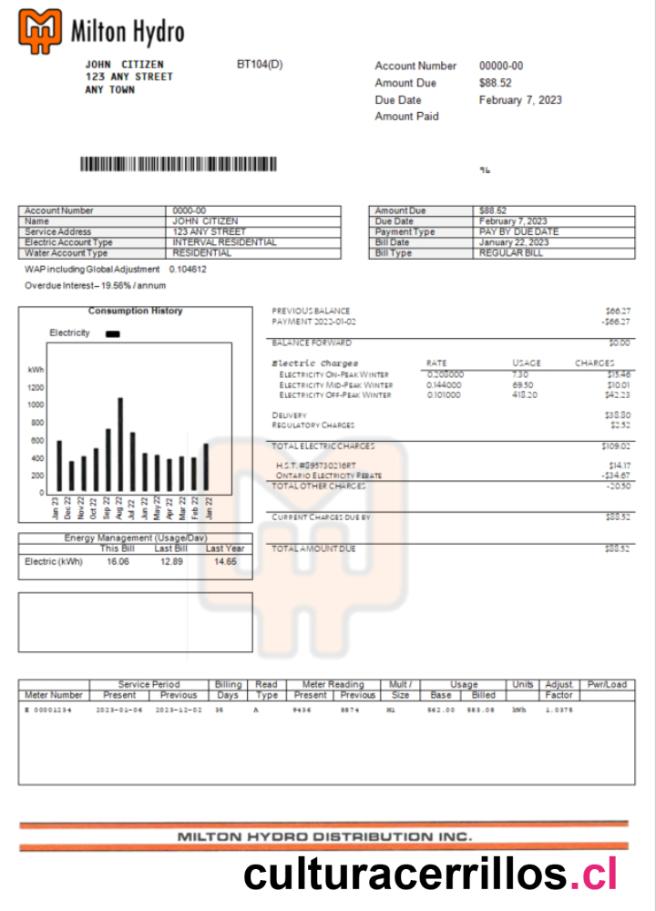 Milton Hydro
JOHN CITIZEN BT104(D)
123 ANY STREET
ANY TOWN
Account Number 00000-00
Amount Due $88.52
Due Date February 7, 2023
Amount Paid
Account Number 0000-00
Name JOHN CITIZEN
Service Address 123 ANY STREET
Electric Account Type INTERVAL RESIDENTIAL
Water Account Type RESIDENTIAL
Amount Due $88.52
Due Date February 7, 2023
Payment Type PAY BY DUE DATE
Bill Date January 22, 2023
Bill Type REGULAR BILL
WAP including Global Adjustment 0.104612
Overdue Interest– 19.56% / annum
Consumption History
Electricity
kWh
1200
1000
800
600
400
200
0
Jan 23 Dec 22 Nov 22 Oct 22 Sep 22 Aug 22 Jul 22 Jun 22 May 22 Apr 22 Mar 22 Feb 22 Jan 22
PREVIOUS BALANCE $66.27
PAYMENT 2022-01-02 -$66.27
BALANCE FORWARD $0.00
Electric Charges RATE USAGE CHARGES
ELECTRICITY ON-PEAK WINTER 7.30 $15.46
ELECTRICITY MID-PEAK WINTER 0.144000 69.50 $10.01
ELECTRICITY OFF-PEAK WINTER 0.101000 418.20 $42.23
DELIVERY $38.80
REGULATORY CHARGES $2.52
TOTAL ELECTRIC CHARGES $109.02
H.S.T. #895730216RT $14.17
ONTARIO ELECTRICITY REBATE -$34.67
TOTAL OTHER CHARGES -20.50
CURRENT CHARGES DUE BY $88.52
TOTAL AMOUNT DUE $88.52
Energy Management (Usage/Day)
This Bill Last Bill Last Year
Electric (kWh) 16.06 12.89 14.65
Service Period Billing Read Meter Reading Mult / Usage Units Adjust. Pwr/Load
Meter Number Present Previous Days Type Present Previous Size Base Billed Factor
E 00001234 2023-01-06 2023-12-02 A 9436 8874 562.00 583.08 kWh 1.0375
MILTON HYDRO DISTRIBUTION INC.
culturacerrillos.cl